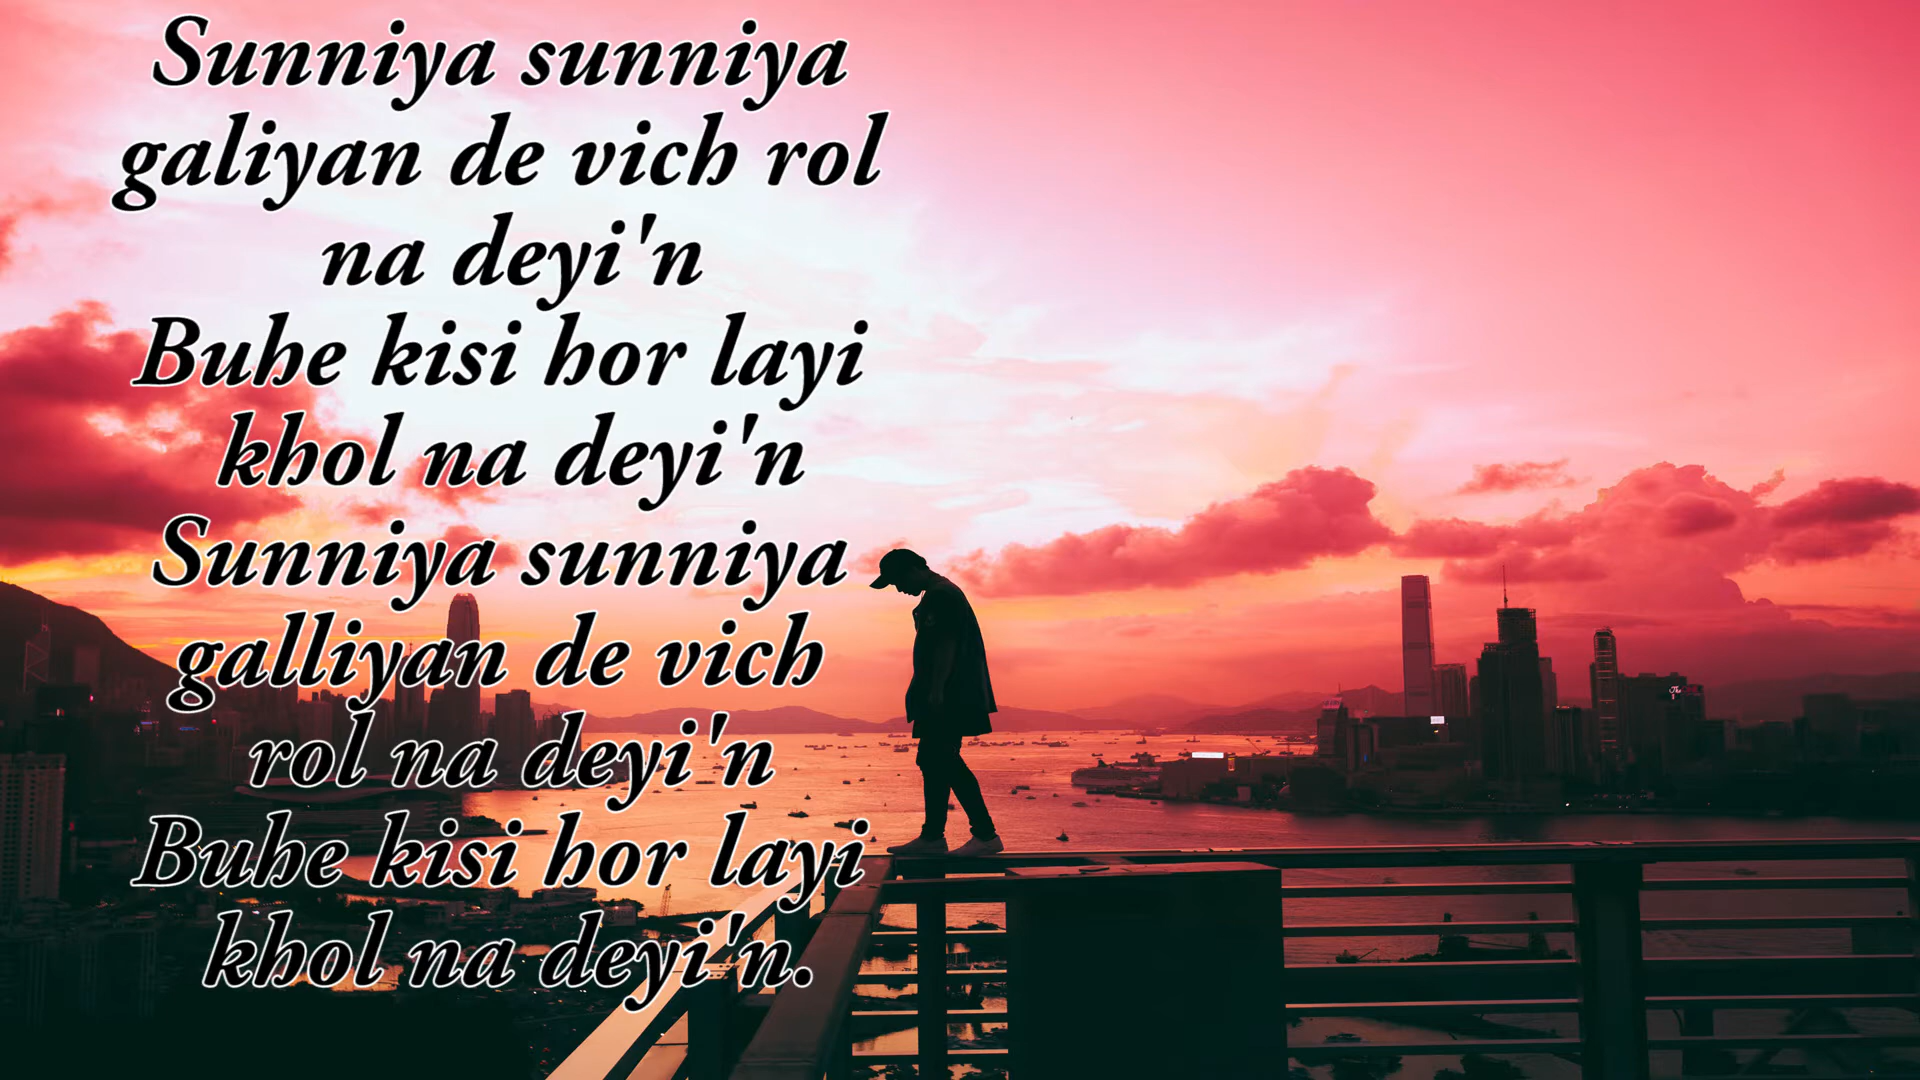 Sunniya sunniya
galiyan de vich rol
na deyi'n
Buhe kisi hor layi
khol na deyi'n
Sunniya sunniya
galliyan de vich
rol na deyi'n
Buhe kisi hor layi
khol na deyi'n.